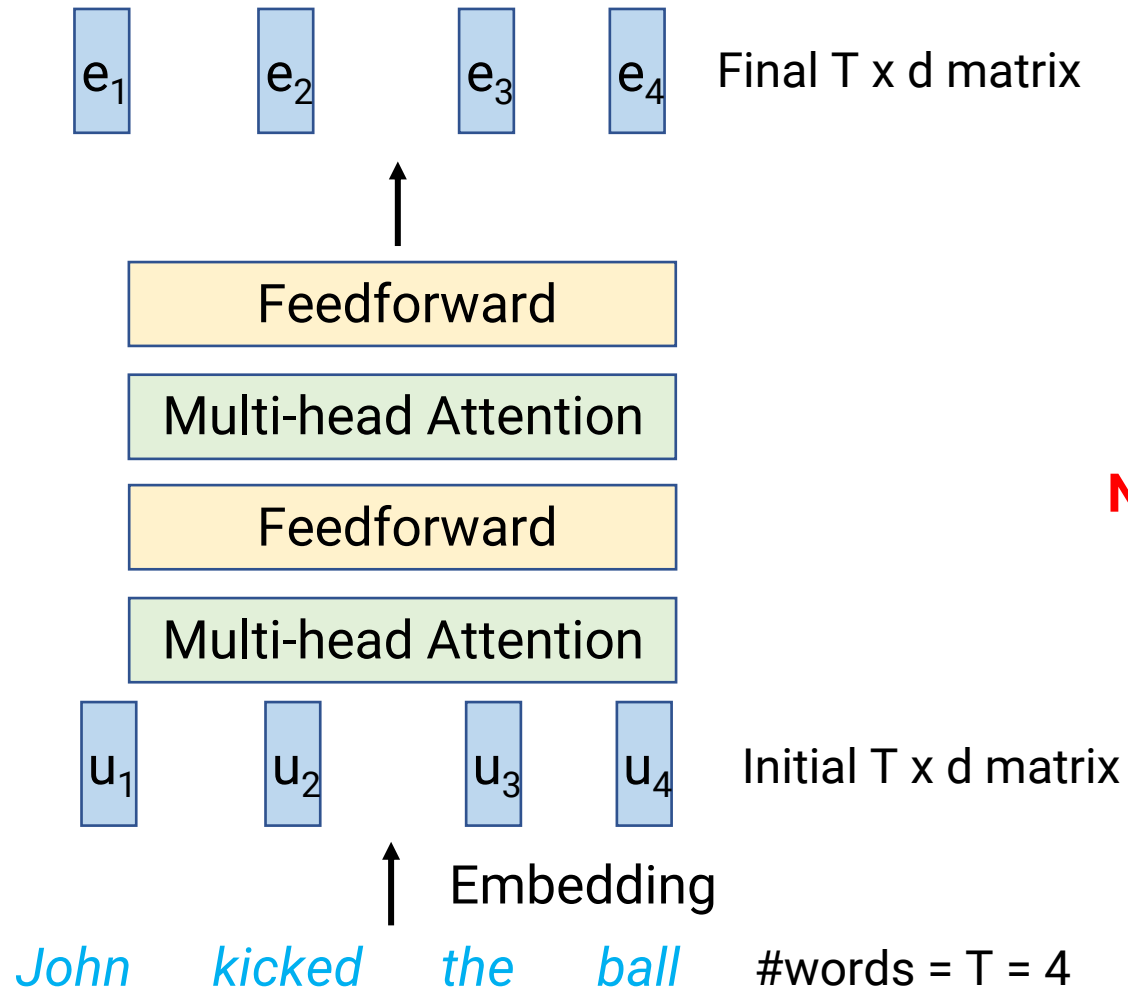 e₁ e₂ e₃ e₄ Final T x d matrix
Feedforward
Multi-head Attention
Feedforward
Multi-head Attention
u₁ u₂ u₃ u₄ Initial T x d matrix
Embedding
John kicked the ball #words = T = 4